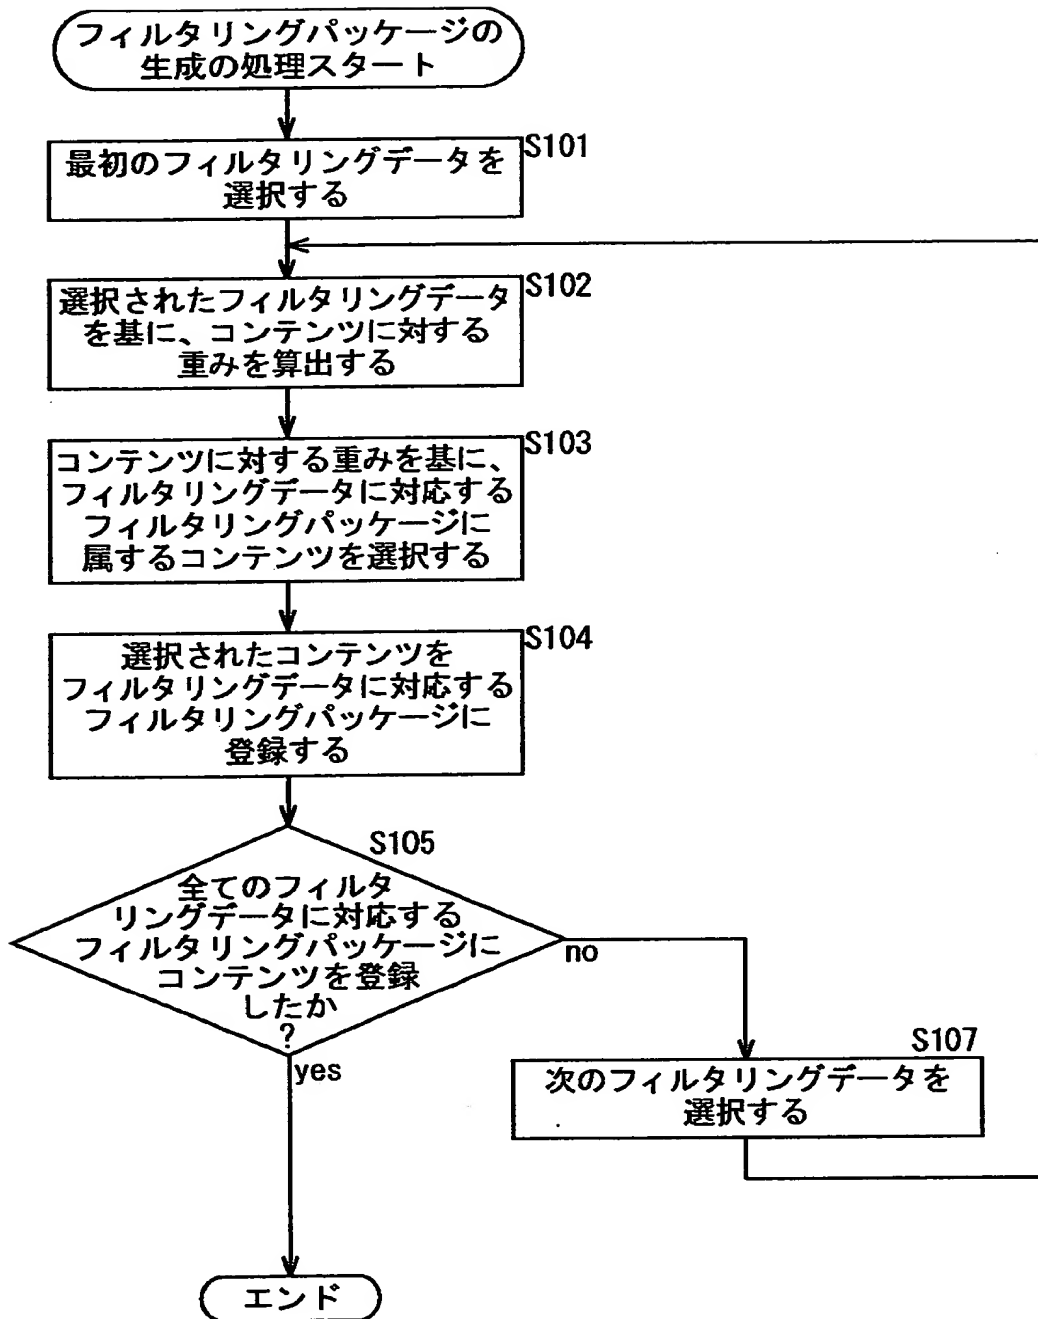 フィルタリングパッケージの
生成の処理スタート
S101
最初のフィルタリングデータを
選択する
S102
選択されたフィルタリングデータ
を基に、コンテンツに対する
重みを算出する
S103
コンテンツに対する重みを基に、
フィルタリングデータに対応する
フィルタリングパッケージに
属するコンテンツを選択する
S104
選択されたコンテンツを
フィルタリングデータに対応する
フィルタリングパッケージに
登録する
S105
全てのフィルタ
リングデータに対応する
フィルタリングパッケージに
コンテンツを登録
したか
?
no
yes
S107
次のフィルタリングデータを
選択する
エンド